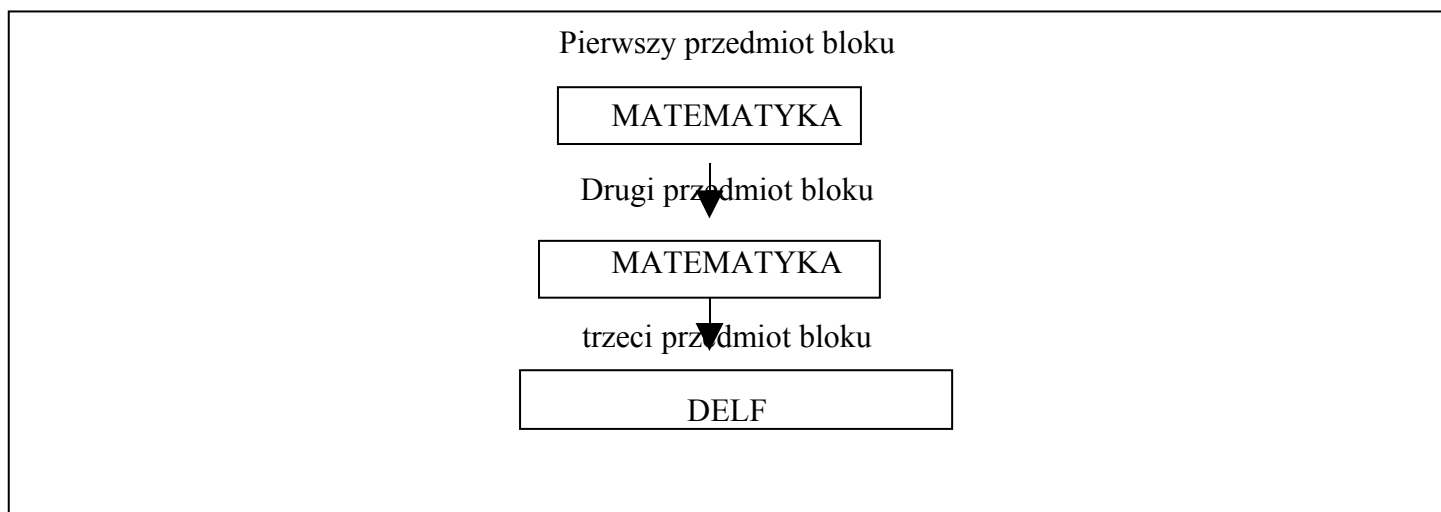 Pierwszy przedmiot bloku
MATEMATYKA
Drugi przedmiot bloku
MATEMATYKA
trzeci przedmiot bloku
DELF